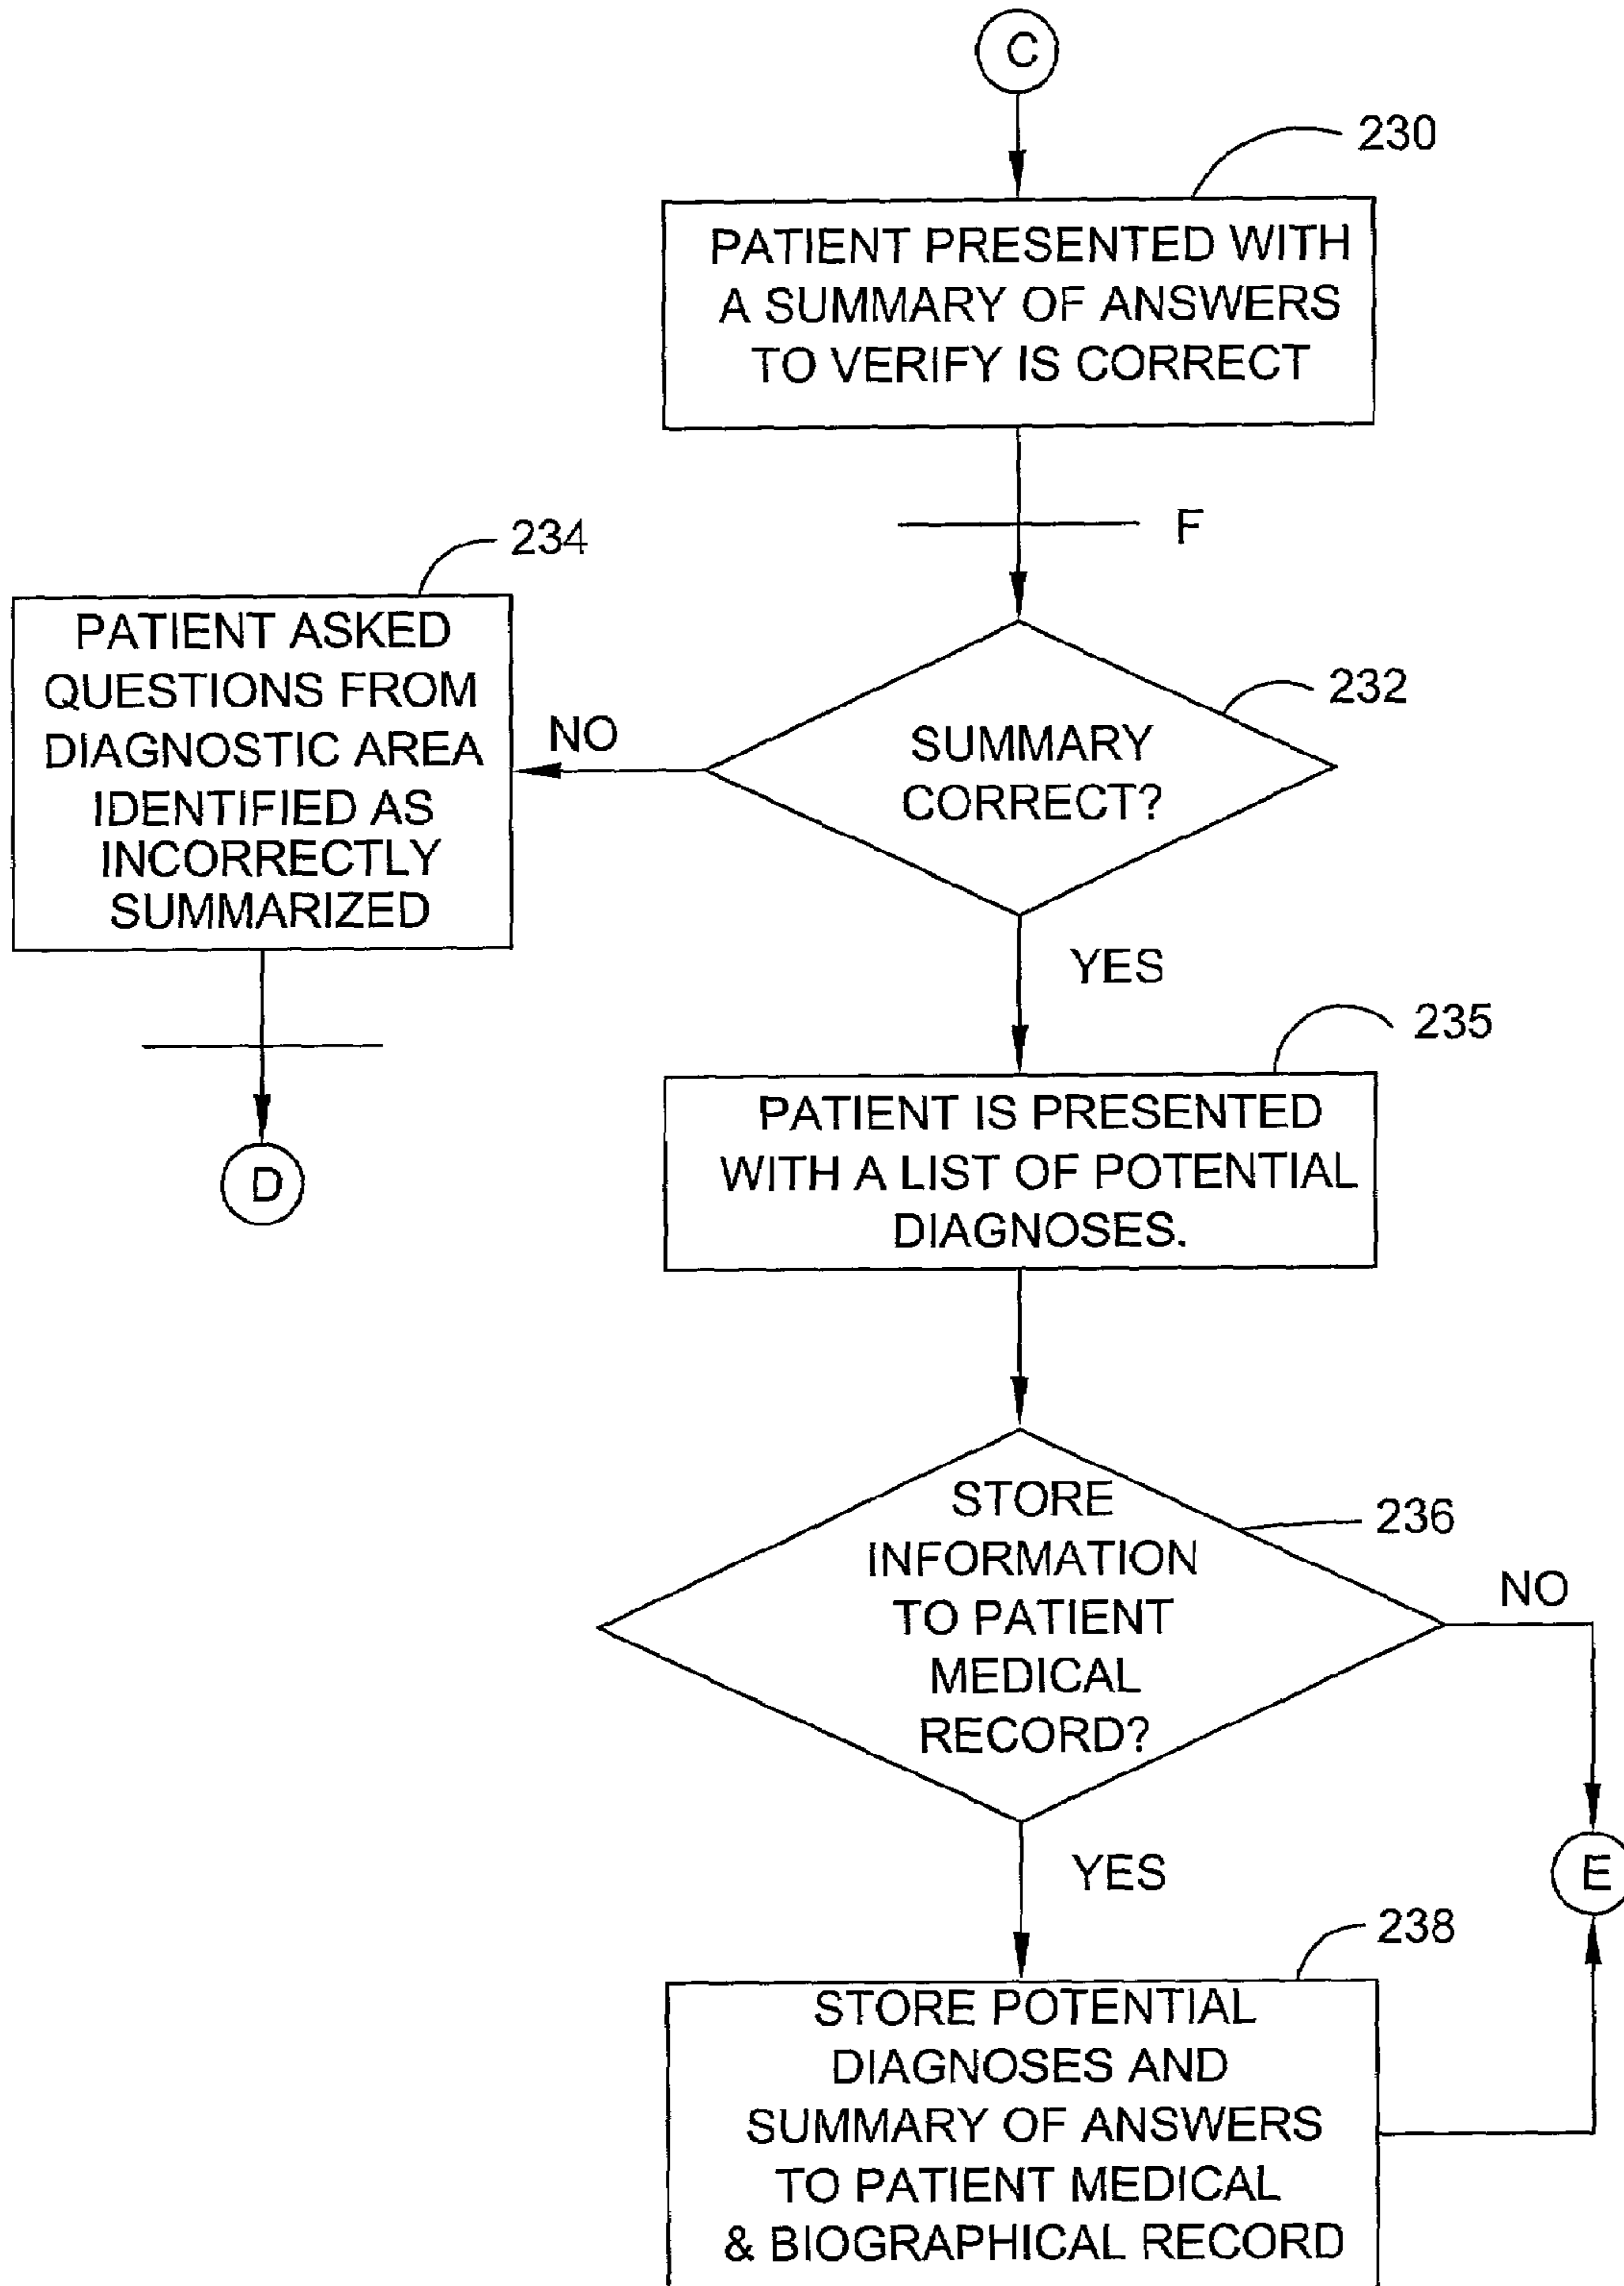 C
230
PATIENT PRESENTED WITH
A SUMMARY OF ANSWERS
TO VERIFY IS CORRECT
F
234
PATIENT ASKED
QUESTIONS FROM
DIAGNOSTIC AREA
IDENTIFIED AS
INCORRECTLY
SUMMARIZED
NO
232
SUMMARY
CORRECT?
YES
D
235
PATIENT IS PRESENTED
WITH A LIST OF POTENTIAL
DIAGNOSES.
236
STORE
INFORMATION
TO PATIENT
MEDICAL
RECORD?
NO
YES
E
238
STORE POTENTIAL
DIAGNOSES AND
SUMMARY OF ANSWERS
TO PATIENT MEDICAL
& BIOGRAPHICAL RECORD